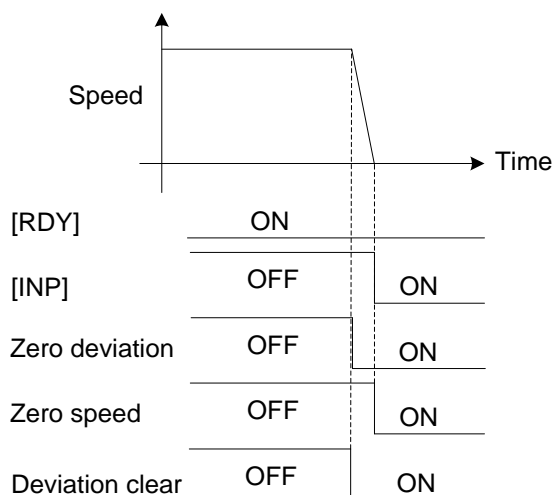 Speed
Time
[RDY] ON
[INP] OFF ON
Zero deviation OFF ON
Zero speed OFF ON
Deviation clear OFF ON